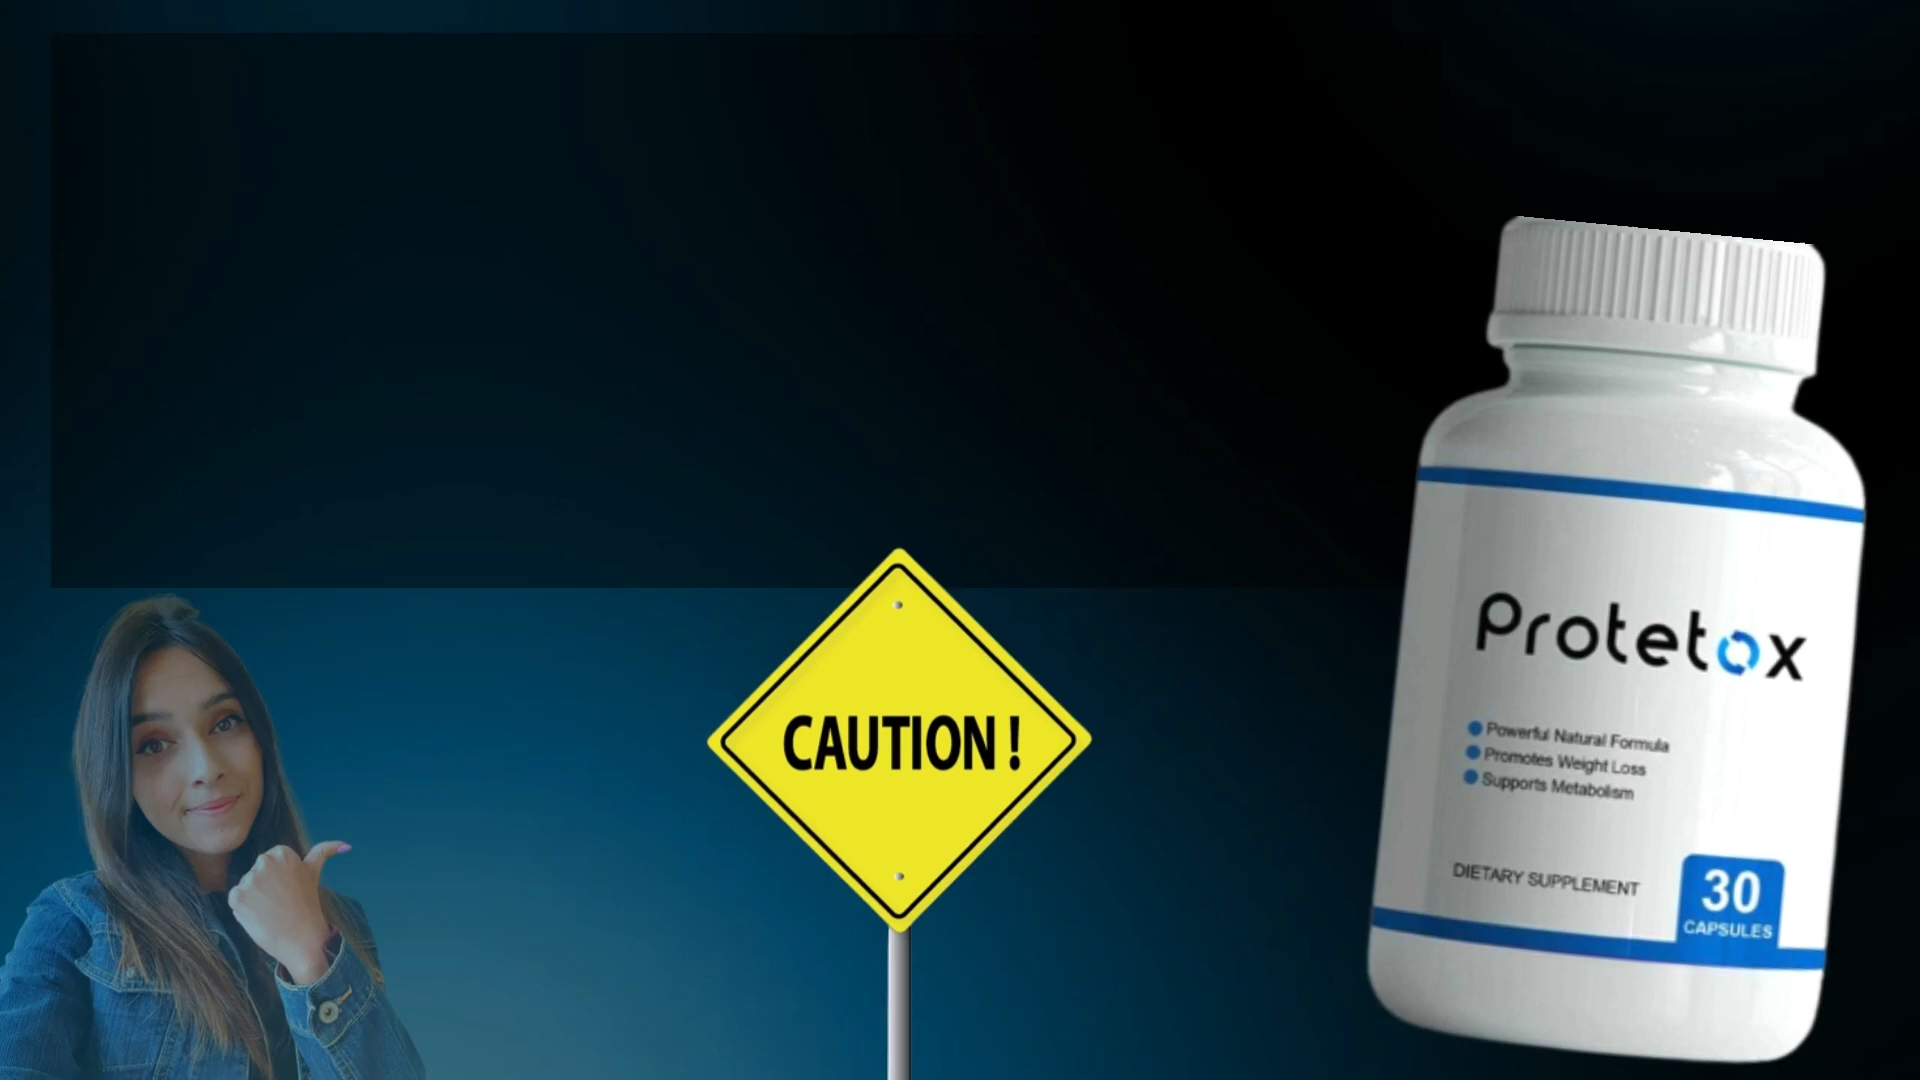 CAUTION !
Protetox
Powerful Natural Formula
Promotes Weight Loss
Supports Metabolism
DIETARY SUPPLEMENT
30
CAPSULES